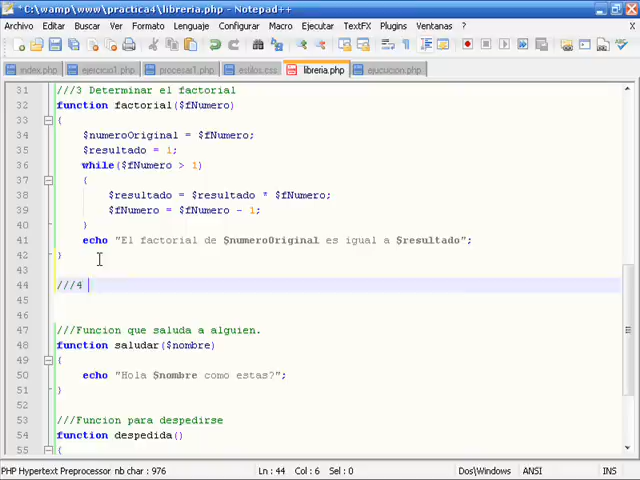 *C:\wamp\www\practica4\libreria.php - Notepad++
Archivo Editar Buscar Ver Formato Lenguaje Configurar Macro Ejecutar TextFX Plugins Ventanas ? X
index.php ejercicio1.php procesar1.php estilos.css libreria.php ejecucion.php
31 ///3 Determinar el factorial
32 function factorial($fNumero)
33 {
34 $numeroOriginal = $fNumero;
35 $resultado = 1;
36 while($fNumero > 1)
37 {
38 $resultado = $resultado * $fNumero;
39 $fNumero = $fNumero - 1;
40 }
41 echo "El factorial de $numeroOriginal es igual a $resultado";
42 }
43
44 ///4
45
46
47 ///Funcion que saluda a alguien.
48 function saludar($nombre)
49 {
50 echo "Hola $nombre como estas?";
51 }
52
53 ///Funcion para despedirse
54 function despedida()
55 {
PHP Hypertext Preprocessor nb char : 976 Ln : 44 Col : 6 Sel : 0 Dos\Windows ANSI INS